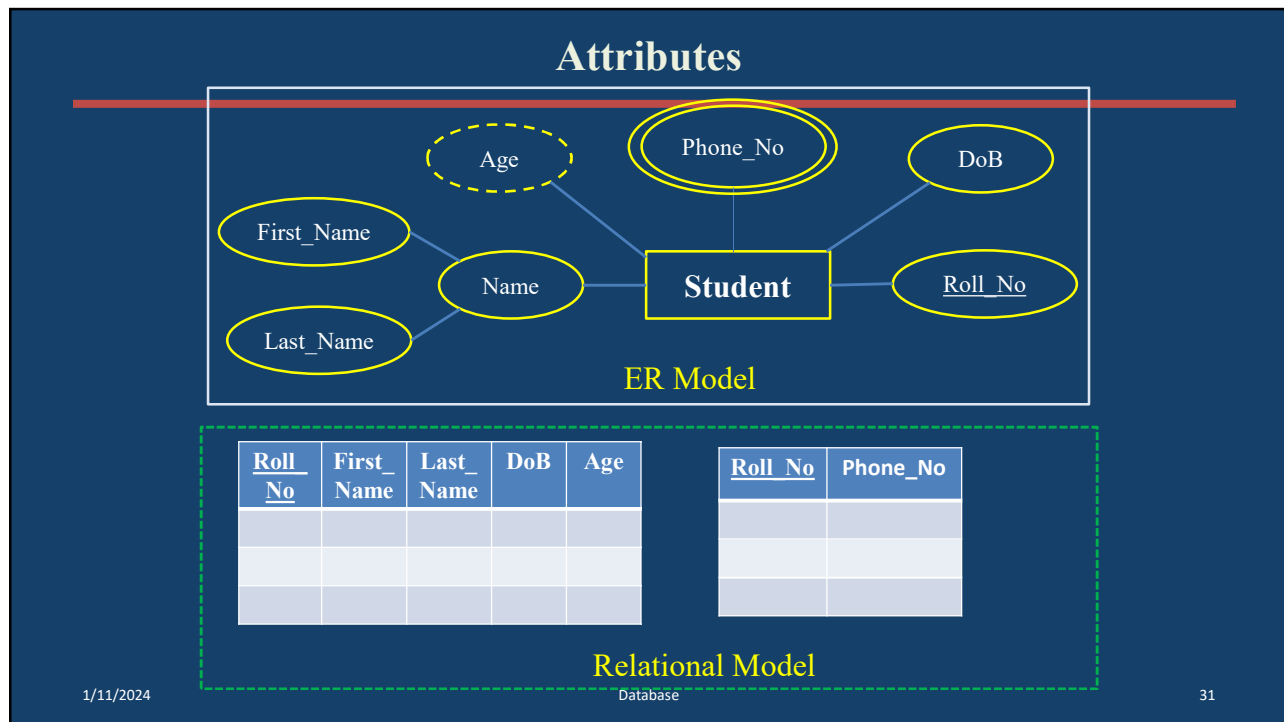 Attributes
Age
Phone_No
DoB
First_Name
Name
Student
Roll_No
Last_Name
ER Model
Roll_
No
First_
Name
Last_
Name
DoB
Age
Roll_No
Phone_No
Relational Model
1/11/2024
Database
31